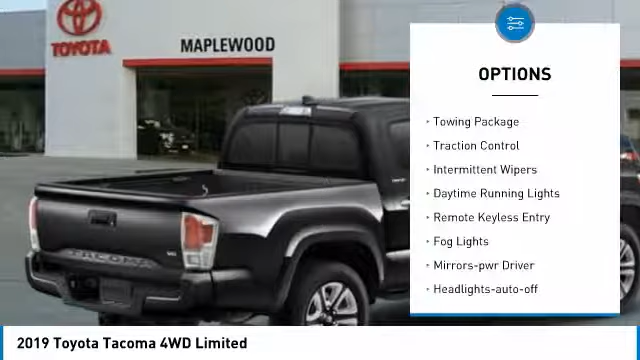 TOYOTA
MAPLEWOOD
OPTIONS
· Towing Package
· Traction Control
· Intermittent Wipers
· Daytime Running Lights
· Remote Keyless Entry
· Fog Lights
· Mirrors-pwr Driver
· Headlights-auto-off
TACOMA
2019 Toyota Tacoma 4WD Limited